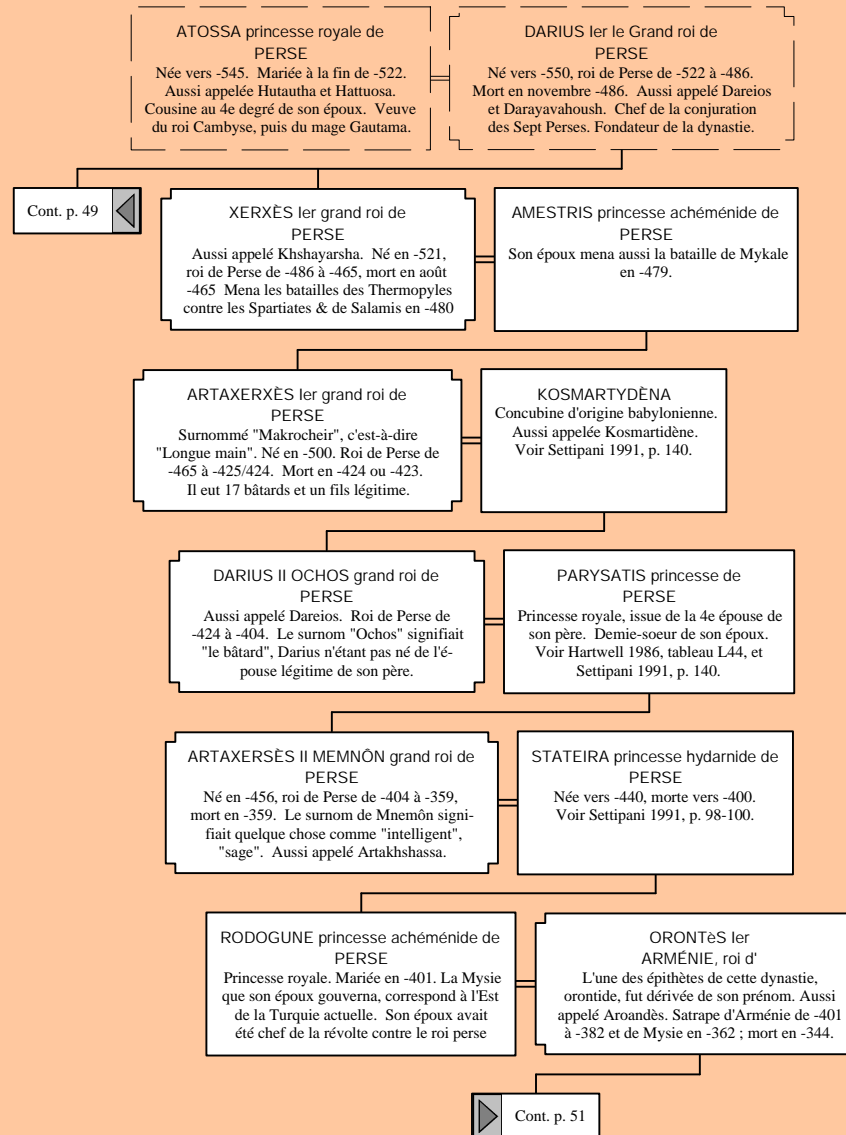 ATOSSA princesse royale de
PERSE
Née vers -545. Mariée à la fin de -522.
Aussi appelée Hutautha et Hattuosa.
Cousine au 4e degré de son époux. Veuve
du roi Cambyse, puis du mage Gautama.
DARIUS Ier le Grand roi de
PERSE
Né vers -550, roi de Perse de -522 à -486.
Mort en novembre -486. Aussi appelé Dareios
et Darayavahoush. Chef de la conjuration
des Sept Perses. Fondateur de la dynastie.
Cont. p. 49
XERXÈS Ier grand roi de
PERSE
Aussi appelé Khshayarsha. Né en -521,
roi de Perse de -486 à -465, mort en août
-465 Mena les batailles des Thermopyles
contre les Spartiates & de Salamis en -480
AMESTRIS princesse achéménide de
PERSE
Son époux mena aussi la bataille de Mykale
en -479.
ARTAXERXÈS Ier grand roi de
PERSE
Surnommé "Makrocheir", c'est-à-dire
"Longue main". Né en -500. Roi de Perse de
-465 à -425/424. Mort en -424 ou -423.
Il eut 17 bâtards et un fils légitime.
KOSMARTYDÈNA
Concubine d'origine babylonienne.
Aussi appelée Kosmartidène.
Voir Settipani 1991, p. 140.
DARIUS II OCHOS grand roi de
PERSE
Aussi appelé Dareios. Roi de Perse de
-424 à -404. Le surnom "Ochos" signifiait
"le bâtard", Darius n'étant pas né de l'é-
pouse légitime de son père.
PARYSATIS princesse de
PERSE
Princesse royale, issue de la 4e épouse de
son père. Demie-soeur de son époux.
Voir Hartwell 1986, tableau L44, et
Settipani 1991, p. 140.
ARTAXERSÈS II MEMNÕN grand roi de
PERSE
Né en -456, roi de Perse de -404 à -359,
mort en -359. Le surnom de Mnemôn signi-
fiait quelque chose comme "intelligent",
"sage". Aussi appelé Artakhshassa.
STATEIRA princesse hydarnide de
PERSE
Née vers -440, morte vers -400.
Voir Settipani 1991, p. 98-100.
RODOGUNE princesse achéménide de
PERSE
Princesse royale. Mariée en -401. La Mysie
que son époux gouverna, correspond à l'Est
de la Turquie actuelle. Son époux avait
été chef de la révolte contre le roi perse
ORONTèS Ier
ARMÉNIE, roi d'
L'une des épithètes de cette dynastie,
orontide, fut dérivée de son prénom. Aussi
appelé Aroandès. Satrape d'Arménie de -401
à -382 et de Mysie en -362 ; mort en -344.
Cont. p. 51